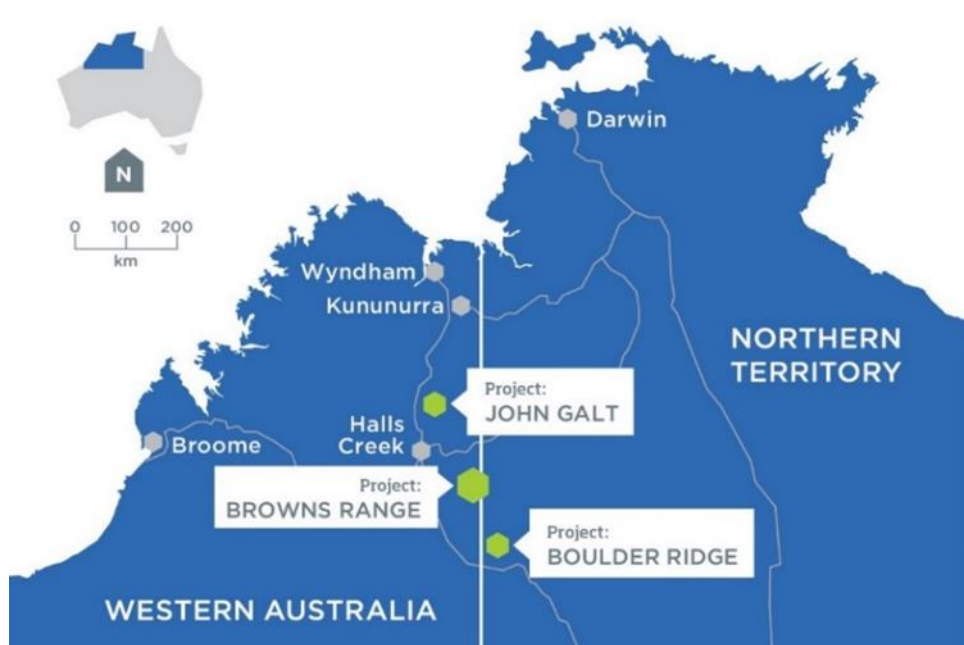 Darwin
N
0 100 200
km
Wyndham
Kununurra
NORTHERN
TERRITORY
Project:
JOHN GALT
Halls
Creek
Broome
Project:
BROWNS RANGE
Project:
BOULDER RIDGE
WESTERN AUSTRALIA